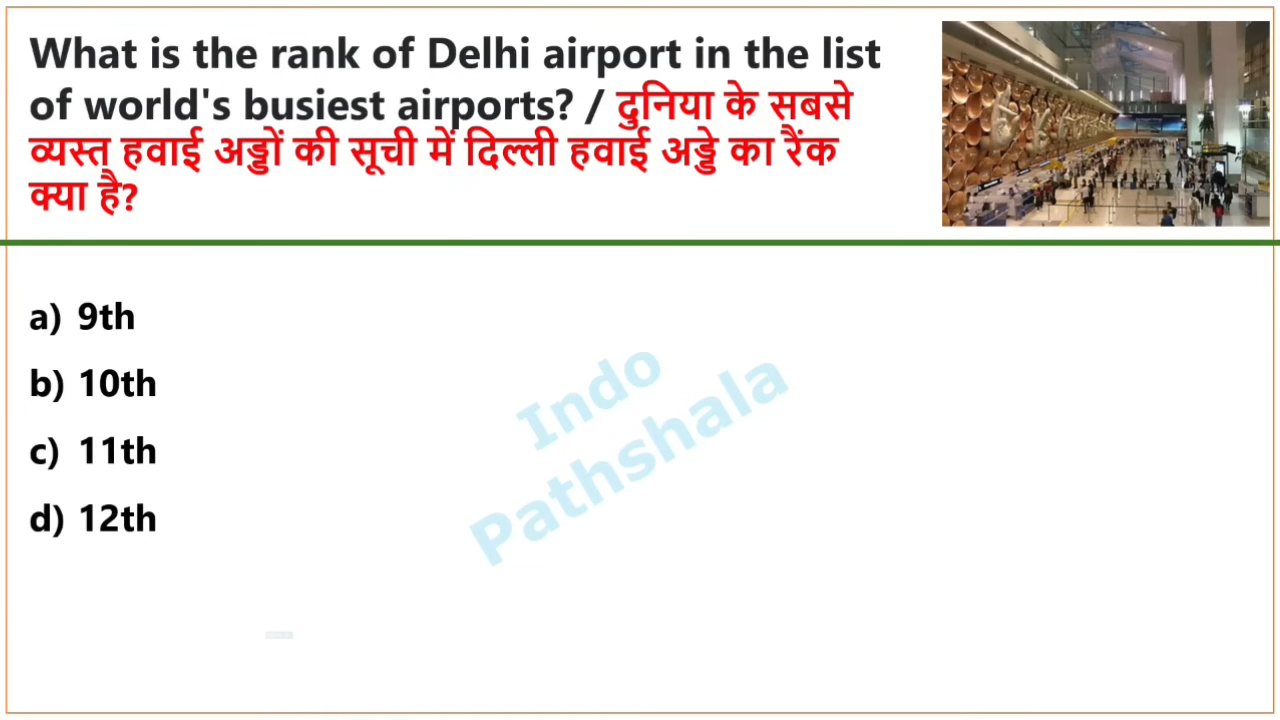 What is the rank of Delhi airport in the list
of world's busiest airports? / दुनिया के सबसे
व्यस्त हवाई अड्डों की सूची में दिल्ली हवाई अड्डे का रैंक
क्या है?
a) 9th
b) 10th
c) 11th
d) 12th
Indo
Pathshala